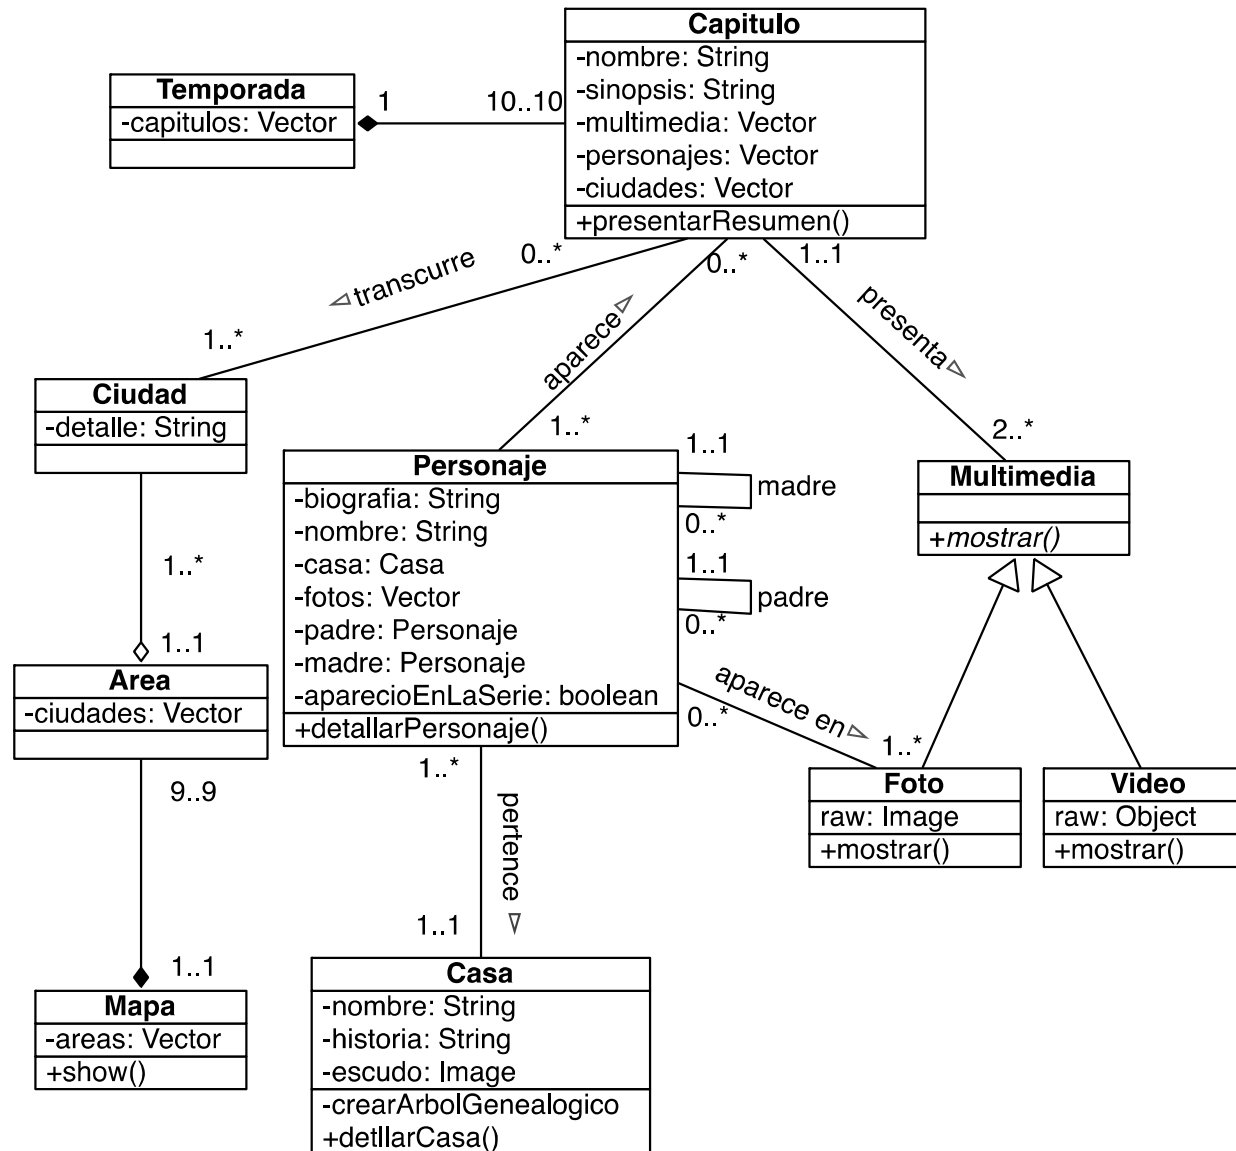 Capitulo
-nombre: String
-sinopsis: String
-multimedia: Vector
-personajes: Vector
-ciudades: Vector
+presentarResumen()
Temporada
-capitulos: Vector
1
10..10
0..*
transcurre
1..*
0..*
aparece
1..*
1..1
presenta
2..*
Ciudad
-detalle: String
1..*
1..1
Area
-ciudades: Vector
9..9
1..1
Mapa
-areas: Vector
+show()
Personaje
-biografia: String
-nombre: String
-casa: Casa
-fotos: Vector
-padre: Personaje
-madre: Personaje
-aparecioEnLaSerie: boolean
+detallarPersonaje()
1..1
madre
0..*
1..1
padre
0..*
aparece en
0..*
1..*
Multimedia
+mostrar()
Foto
raw: Image
+mostrar()
Video
raw: Object
+mostrar()
1..*
pertence
1..1
Casa
-nombre: String
-historia: String
-escudo: Image
-crearArbolGenealogico
+detllarCasa()